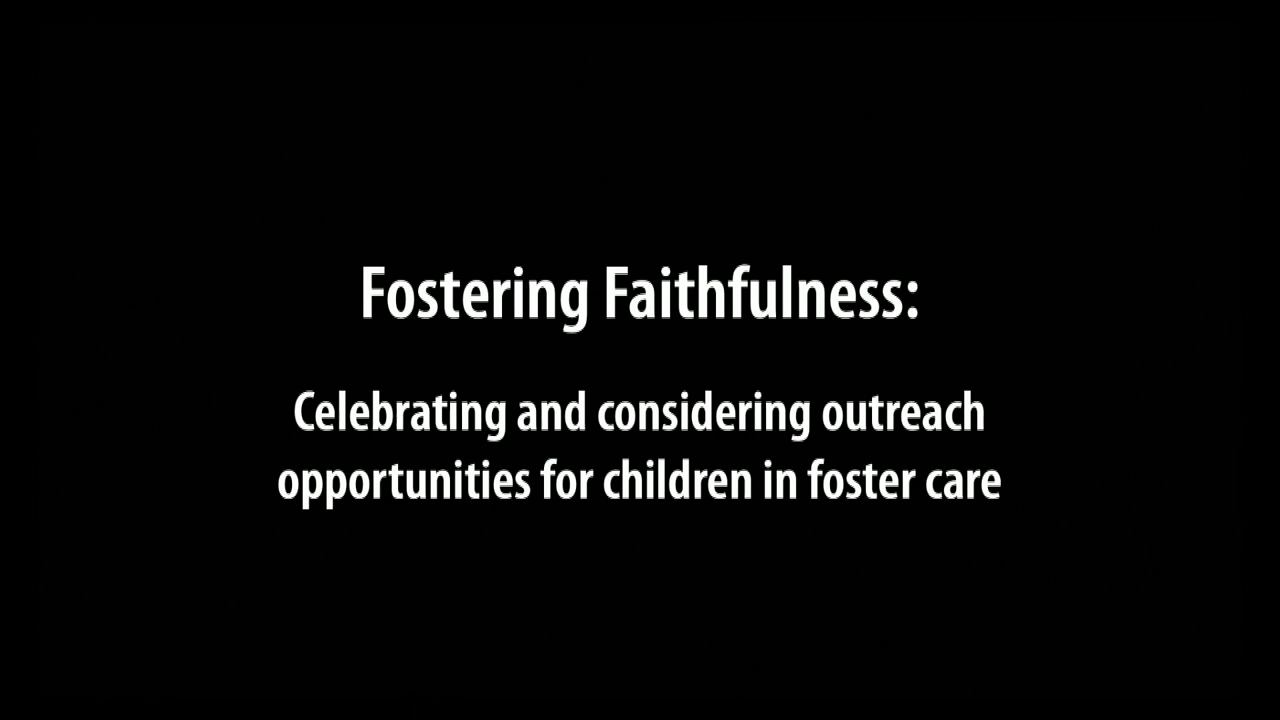 Fostering Faithfulness:
Celebrating and considering outreach
opportunities for children in foster care